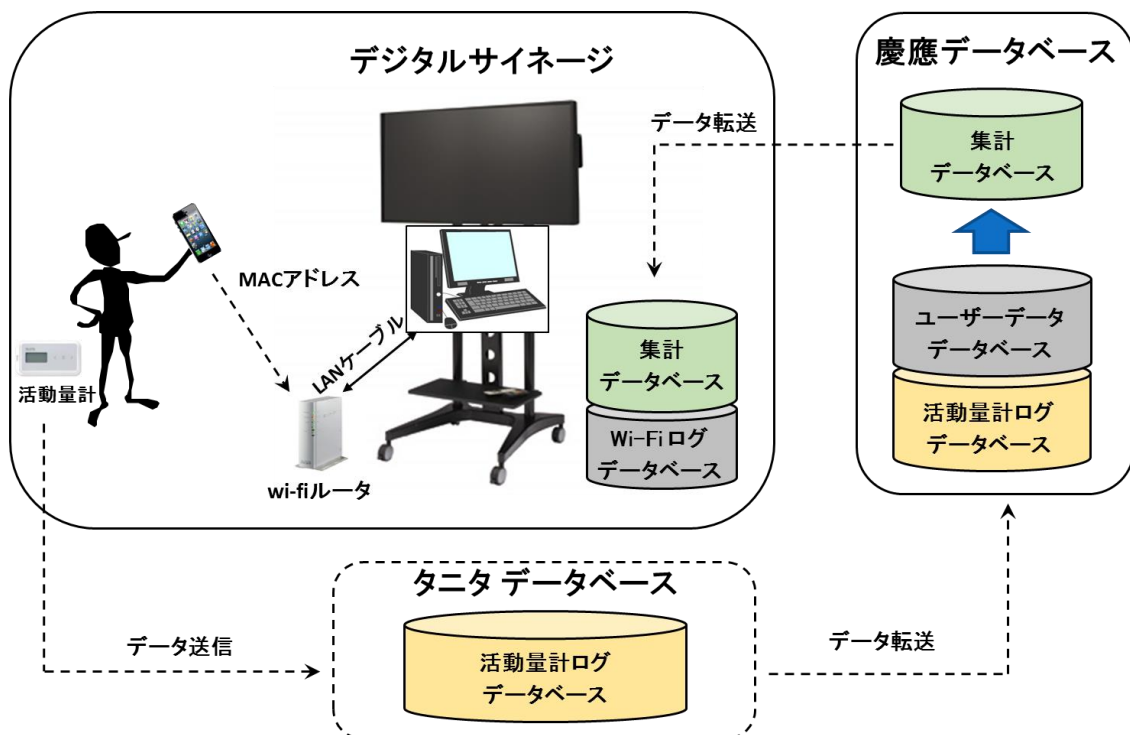 デジタルサイネージ
慶應データベース
データ転送
集計
データベース
MACアドレス
LANケーブル
活動量計
wi-fiルータ
集計
データベース
Wi-Fi ログ
データベース
ユーザーデータ
データベース
活動量計ログ
データベース
タニタ データベース
データ送信
活動量計ログ
データベース
データ転送